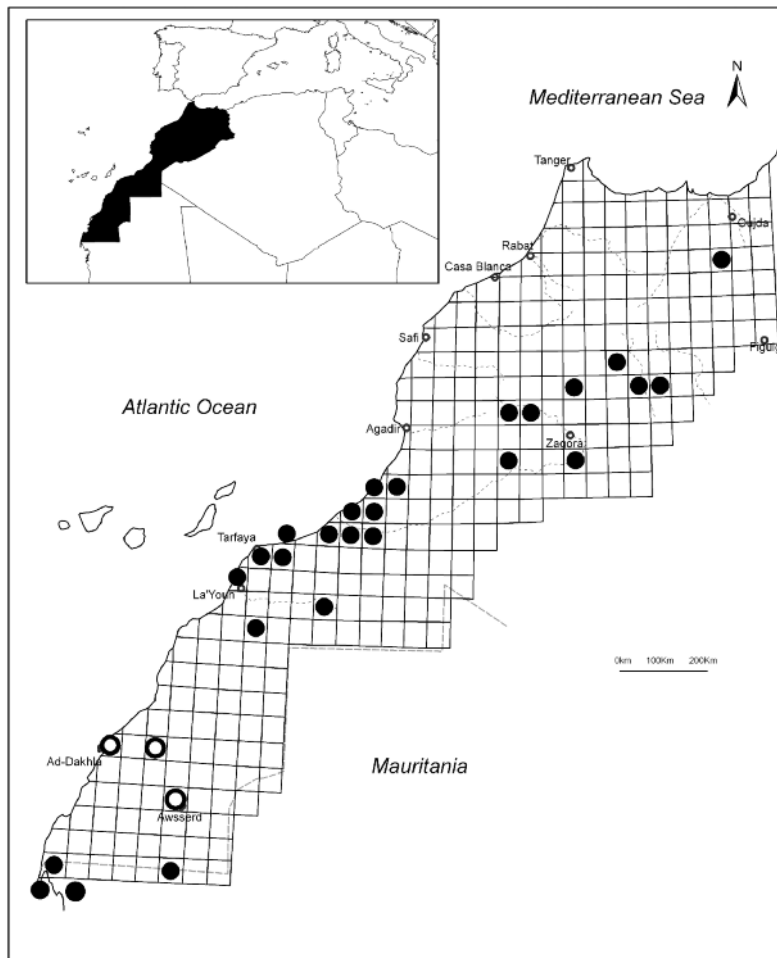 N
Mediterranean Sea
Tanger
Oujda
Rabat
Casa Blanca
Safi
Figuig
Atlantic Ocean
Agadir
Zagora
Tarfaya
La'Youn
0km 100Km 200Km
Ad-Dakhla
Mauritania
Awsserd